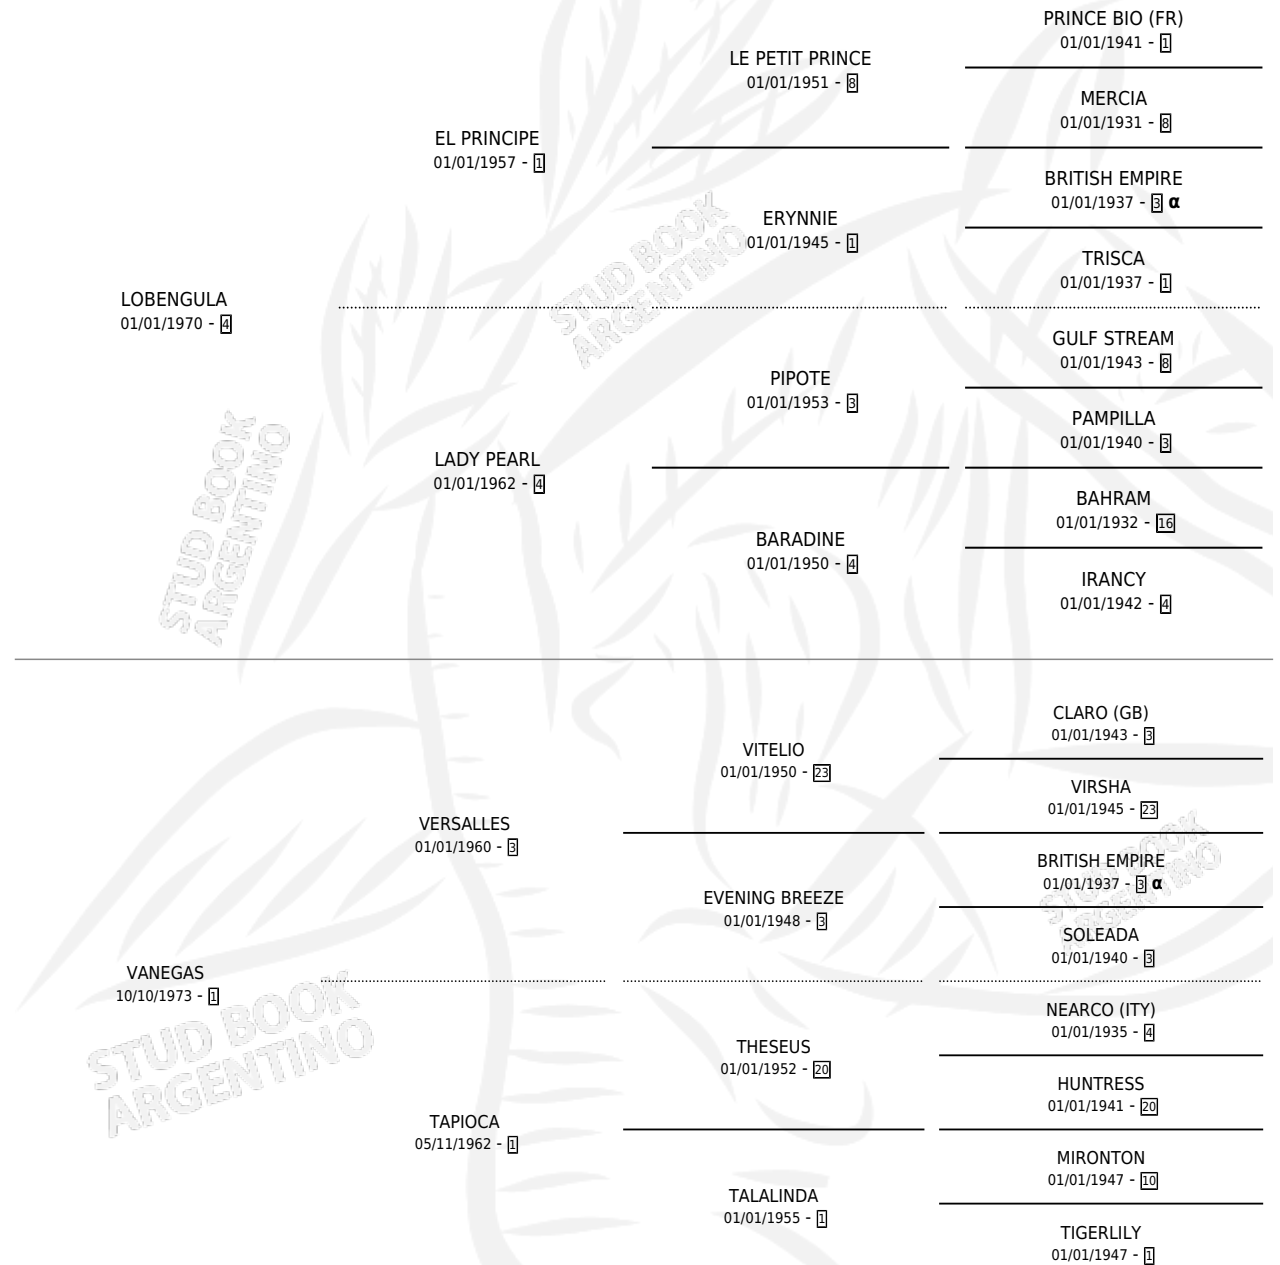 PRINCE BIO (FR)
01/01/1941 - 1
LE PETIT PRINCE
01/01/1951 - 8
MERCIA
01/01/1931 - 8
EL PRINCIPE
01/01/1957 - 1
BRITISH EMPIRE
01/01/1937 - 3 α
ERYNNIE
01/01/1945 - 1
TRISCA
01/01/1937 - 1
LOBENGULA
01/01/1970 - 4
GULF STREAM
01/01/1943 - 8
PIPOTE
01/01/1953 - 3
PAMPILLA
01/01/1940 - 3
LADY PEARL
01/01/1962 - 4
BAHRAM
01/01/1932 - 16
BARADINE
01/01/1950 - 4
IRANCY
01/01/1942 - 4
CLARO (GB)
01/01/1943 - 3
VITELIO
01/01/1950 - 23
VIRSHA
01/01/1945 - 23
VERSALLES
01/01/1960 - 3
BRITISH EMPIRE
01/01/1937 - 3 α
EVENING BREEZE
01/01/1948 - 3
SOLEADA
01/01/1940 - 3
VANEGAS
10/10/1973 - 1
NEARCO (ITY)
01/01/1935 - 4
THESEUS
01/01/1952 - 20
HUNTRESS
01/01/1941 - 20
TAPIOCA
05/11/1962 - 1
MIRONTON
01/01/1947 - 10
TALALINDA
01/01/1955 - 1
TIGERLILY
01/01/1947 - 1
STUD BOOK
ARGENTINO
STUD BOOK
ARGENTINO
STUD BOOK
ARGENTINO
STUD BOOK
ARGENTINO